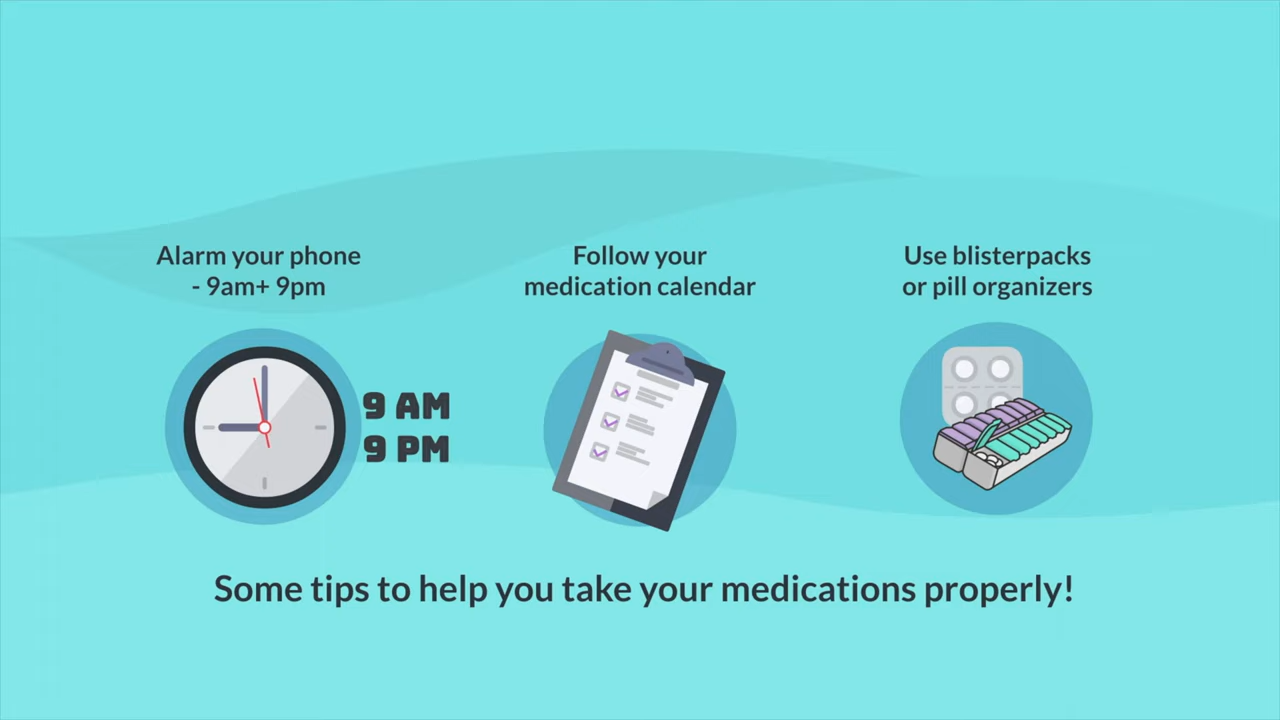 Alarm your phone
- 9am+ 9pm
9 AM
9 PM
Follow your
medication calendar
Use blisterpacks
or pill organizers
Some tips to help you take your medications properly!